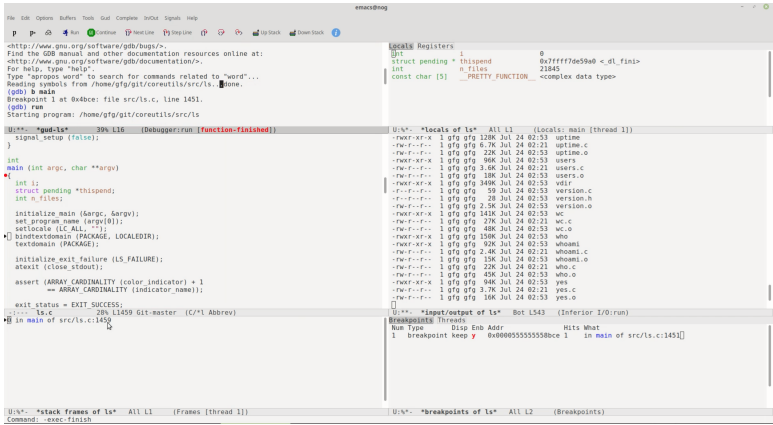 emacs@nog
File Edit Options Buffers Tools Gud Complete In/Out Signals Help
p p* Run Continue Next Line Step Line Up Stack Down Stack
<http://www.gnu.org/software/gdb/bugs/>.
Find the GDB manual and other documentation resources online at:
<http://www.gnu.org/software/gdb/documentation/>.
For help, type "help".
Type "apropos word" to search for commands related to "word"...
Reading symbols from /home/gfg/git/coreutils/src/ls...done.
(gdb) b main
Breakpoint 1 at 0x4bce: file src/ls.c, line 1451.
(gdb) run
Starting program: /home/gfg/git/coreutils/src/ls
U:**- *gud-ls* 39% L16 (Debugger:run [function-finished])
signal_setup (false);
}
int
main (int argc, char **argv)
{
int i;
struct pending *thispend;
int n_files;
initialize_main (&argc, &argv);
set_program_name (argv[0]);
setlocale (LC_ALL, "");
bindtextdomain (PACKAGE, LOCALEDIR);
textdomain (PACKAGE);
initialize_exit_failure (LS_FAILURE);
atexit (close_stdout);
assert (ARRAY_CARDINALITY (color_indicator) + 1
== ARRAY_CARDINALITY (indicator_name));
exit_status = EXIT_SUCCESS;
-:--- ls.c 28% L1459 Git-master (C/*l Abbrev)
0 in main of src/ls.c:1459
U:%*- *stack frames of ls* All L1 (Frames [thread 1])
Command: -exec-finish
Locals Registers
int i 0
struct pending * thispend 0x7ffff7de59a0 <_dl_fini>
int n_files 21845
const char [5] __PRETTY_FUNCTION__ <complex data type>
U:%*- *locals of ls* All L1 (Locals: main [thread 1])
-rwxr-xr-x 1 gfg gfg 128K Jul 24 02:53 uptime
-rw-r--r-- 1 gfg gfg 6.7K Jul 24 02:21 uptime.c
-rw-r--r-- 1 gfg gfg 22K Jul 24 02:53 uptime.o
-rwxr-xr-x 1 gfg gfg 96K Jul 24 02:53 users
-rw-r--r-- 1 gfg gfg 3.6K Jul 24 02:21 users.c
-rw-r--r-- 1 gfg gfg 18K Jul 24 02:53 users.o
-rwxr-xr-x 1 gfg gfg 349K Jul 24 02:53 vdir
-r--r--r-- 1 gfg gfg 59 Jul 24 02:53 version.c
-r--r--r-- 1 gfg gfg 28 Jul 24 02:53 version.h
-rw-r--r-- 1 gfg gfg 2.5K Jul 24 02:53 version.o
-rwxr-xr-x 1 gfg gfg 141K Jul 24 02:53 wc
-rw-r--r-- 1 gfg gfg 27K Jul 24 02:21 wc.c
-rw-r--r-- 1 gfg gfg 48K Jul 24 02:53 wc.o
-rwxr-xr-x 1 gfg gfg 150K Jul 24 02:53 who
-rwxr-xr-x 1 gfg gfg 92K Jul 24 02:53 whoami
-rw-r--r-- 1 gfg gfg 2.4K Jul 24 02:21 whoami.c
-rw-r--r-- 1 gfg gfg 15K Jul 24 02:53 whoami.o
-rw-r--r-- 1 gfg gfg 22K Jul 24 02:21 who.c
-rw-r--r-- 1 gfg gfg 45K Jul 24 02:53 who.o
-rwxr-xr-x 1 gfg gfg 94K Jul 24 02:53 yes
-rw-r--r-- 1 gfg gfg 3.7K Jul 24 02:21 yes.c
-rw-r--r-- 1 gfg gfg 16K Jul 24 02:53 yes.o
U:**- *input/output of ls* Bot L543 (Inferior I/O:run)
Breakpoints Threads
Num Type Disp Enb Addr Hits What
1 breakpoint keep y 0x0000555555558bce 1 in main of src/ls.c:1451
U:%*- *breakpoints of ls* All L2 (Breakpoints)